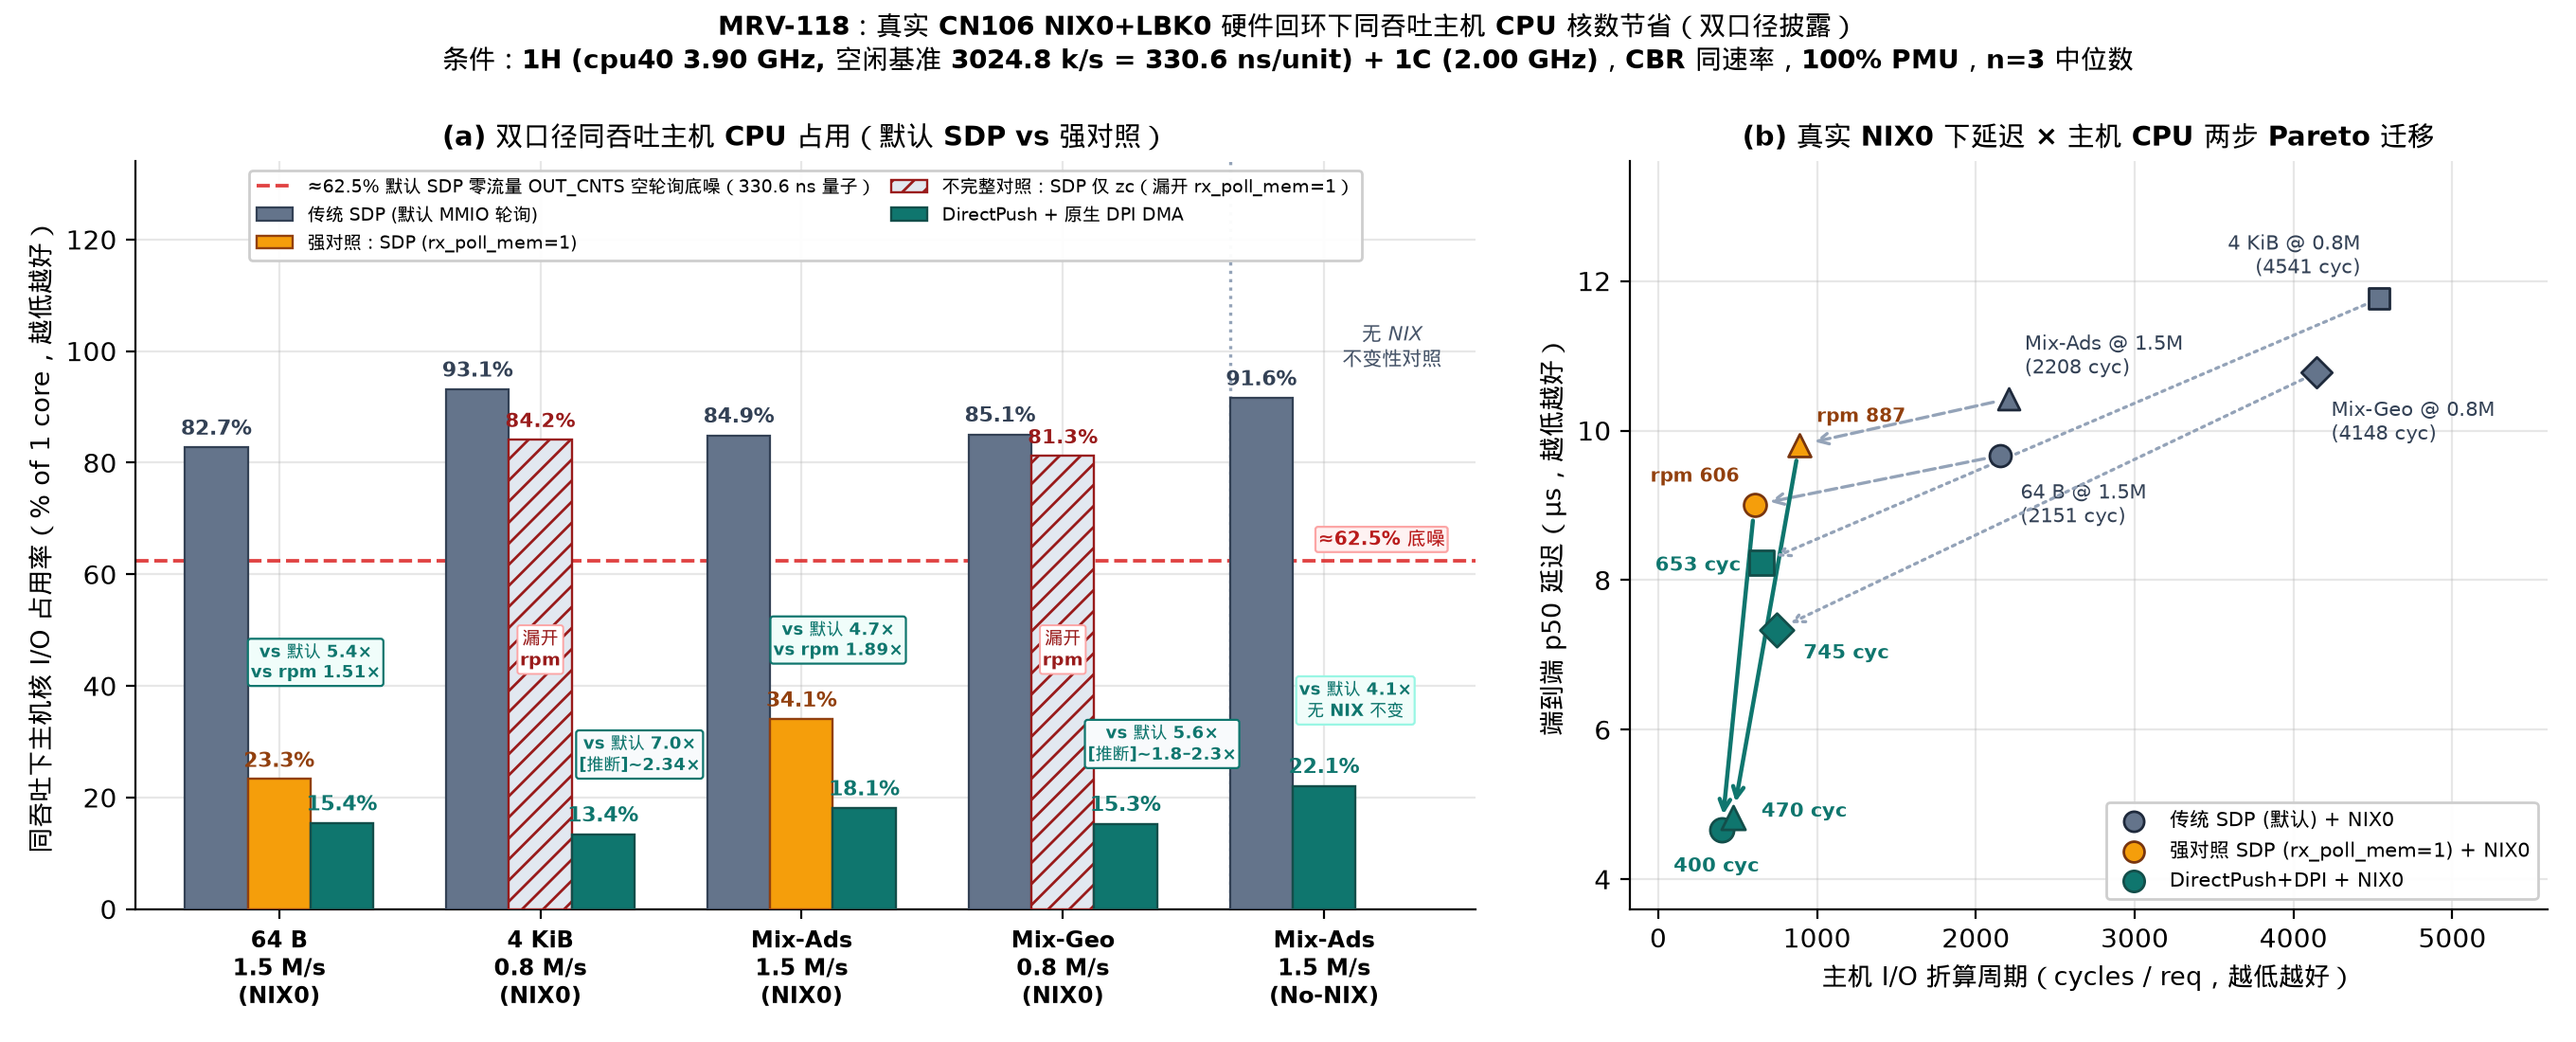 MRV-118：真实 CN106 NIX0+LBK0 硬件回环下同吞吐主机 CPU 核数节省（双口径披露）
条件：1H (cpu40 3.90 GHz, 空闲基准 3024.8 k/s = 330.6 ns/unit) + 1C (2.00 GHz)，CBR 同速率，100% PMU，n=3 中位数
(a) 双口径同吞吐主机 CPU 占用（默认 SDP vs 强对照）
≈62.5% 默认 SDP 零流量 OUT_CNTS 空轮询底噪（330.6 ns 量子）
传统 SDP (默认 MMIO 轮询)
强对照：SDP (rx_poll_mem=1)
不完整对照：SDP 仅 zc（漏开 rx_poll_mem=1）
DirectPush + 原生 DPI DMA
同吞吐下主机核 I/O 占用率（% of 1 core，越低越好）
120
100
80
60
40
20
0
无 NIX
不变性对照
82.7%
23.3%
15.4%
vs 默认 5.4×
vs rpm 1.51×
93.1%
84.2%
漏开
rpm
13.4%
vs 默认 7.0×
[推断]~2.34×
84.9%
34.1%
18.1%
vs 默认 4.7×
vs rpm 1.89×
85.1%
81.3%
漏开
rpm
15.3%
vs 默认 5.6×
[推断]~1.8–2.3×
91.6%
22.1%
vs 默认 4.1×
无 NIX 不变
≈62.5% 底噪
64 B
1.5 M/s
(NIX0)
4 KiB
0.8 M/s
(NIX0)
Mix-Ads
1.5 M/s
(NIX0)
Mix-Geo
0.8 M/s
(NIX0)
Mix-Ads
1.5 M/s
(No-NIX)
(b) 真实 NIX0 下延迟 × 主机 CPU 两步 Pareto 迁移
端到端 p50 延迟（μs，越低越好）
12
10
8
6
4
4 KiB @ 0.8M
(4541 cyc)
Mix-Ads @ 1.5M
(2208 cyc)
Mix-Geo @ 0.8M
(4148 cyc)
64 B @ 1.5M
(2151 cyc)
rpm 887
rpm 606
653 cyc
745 cyc
470 cyc
400 cyc
传统 SDP (默认) + NIX0
强对照 SDP (rx_poll_mem=1) + NIX0
DirectPush+DPI + NIX0
0
1000
2000
3000
4000
5000
主机 I/O 折算周期（cycles / req，越低越好）